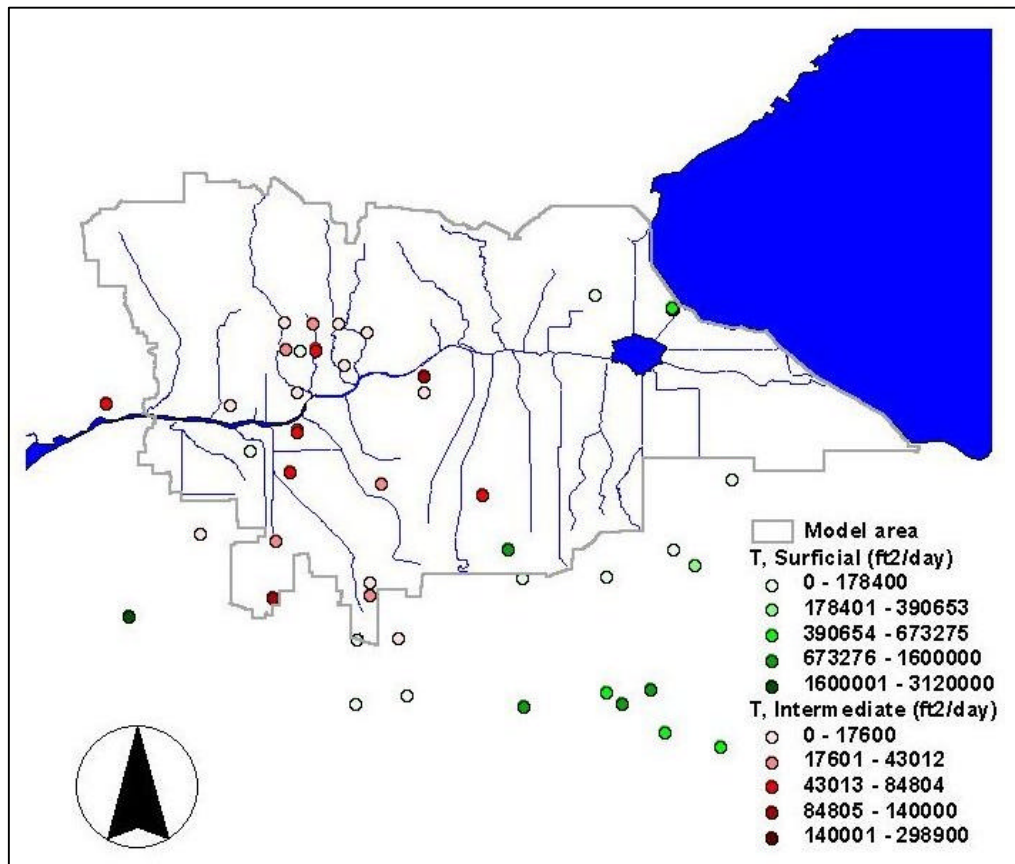 Model area
T, Surficial (ft2/day)
0 - 178400
178401 - 390653
390654 - 673275
673276 - 1600000
1600001 - 3120000
T, Intermediate (ft2/day)
0 - 17600
17601 - 43012
43013 - 84804
84805 - 140000
140001 - 298900